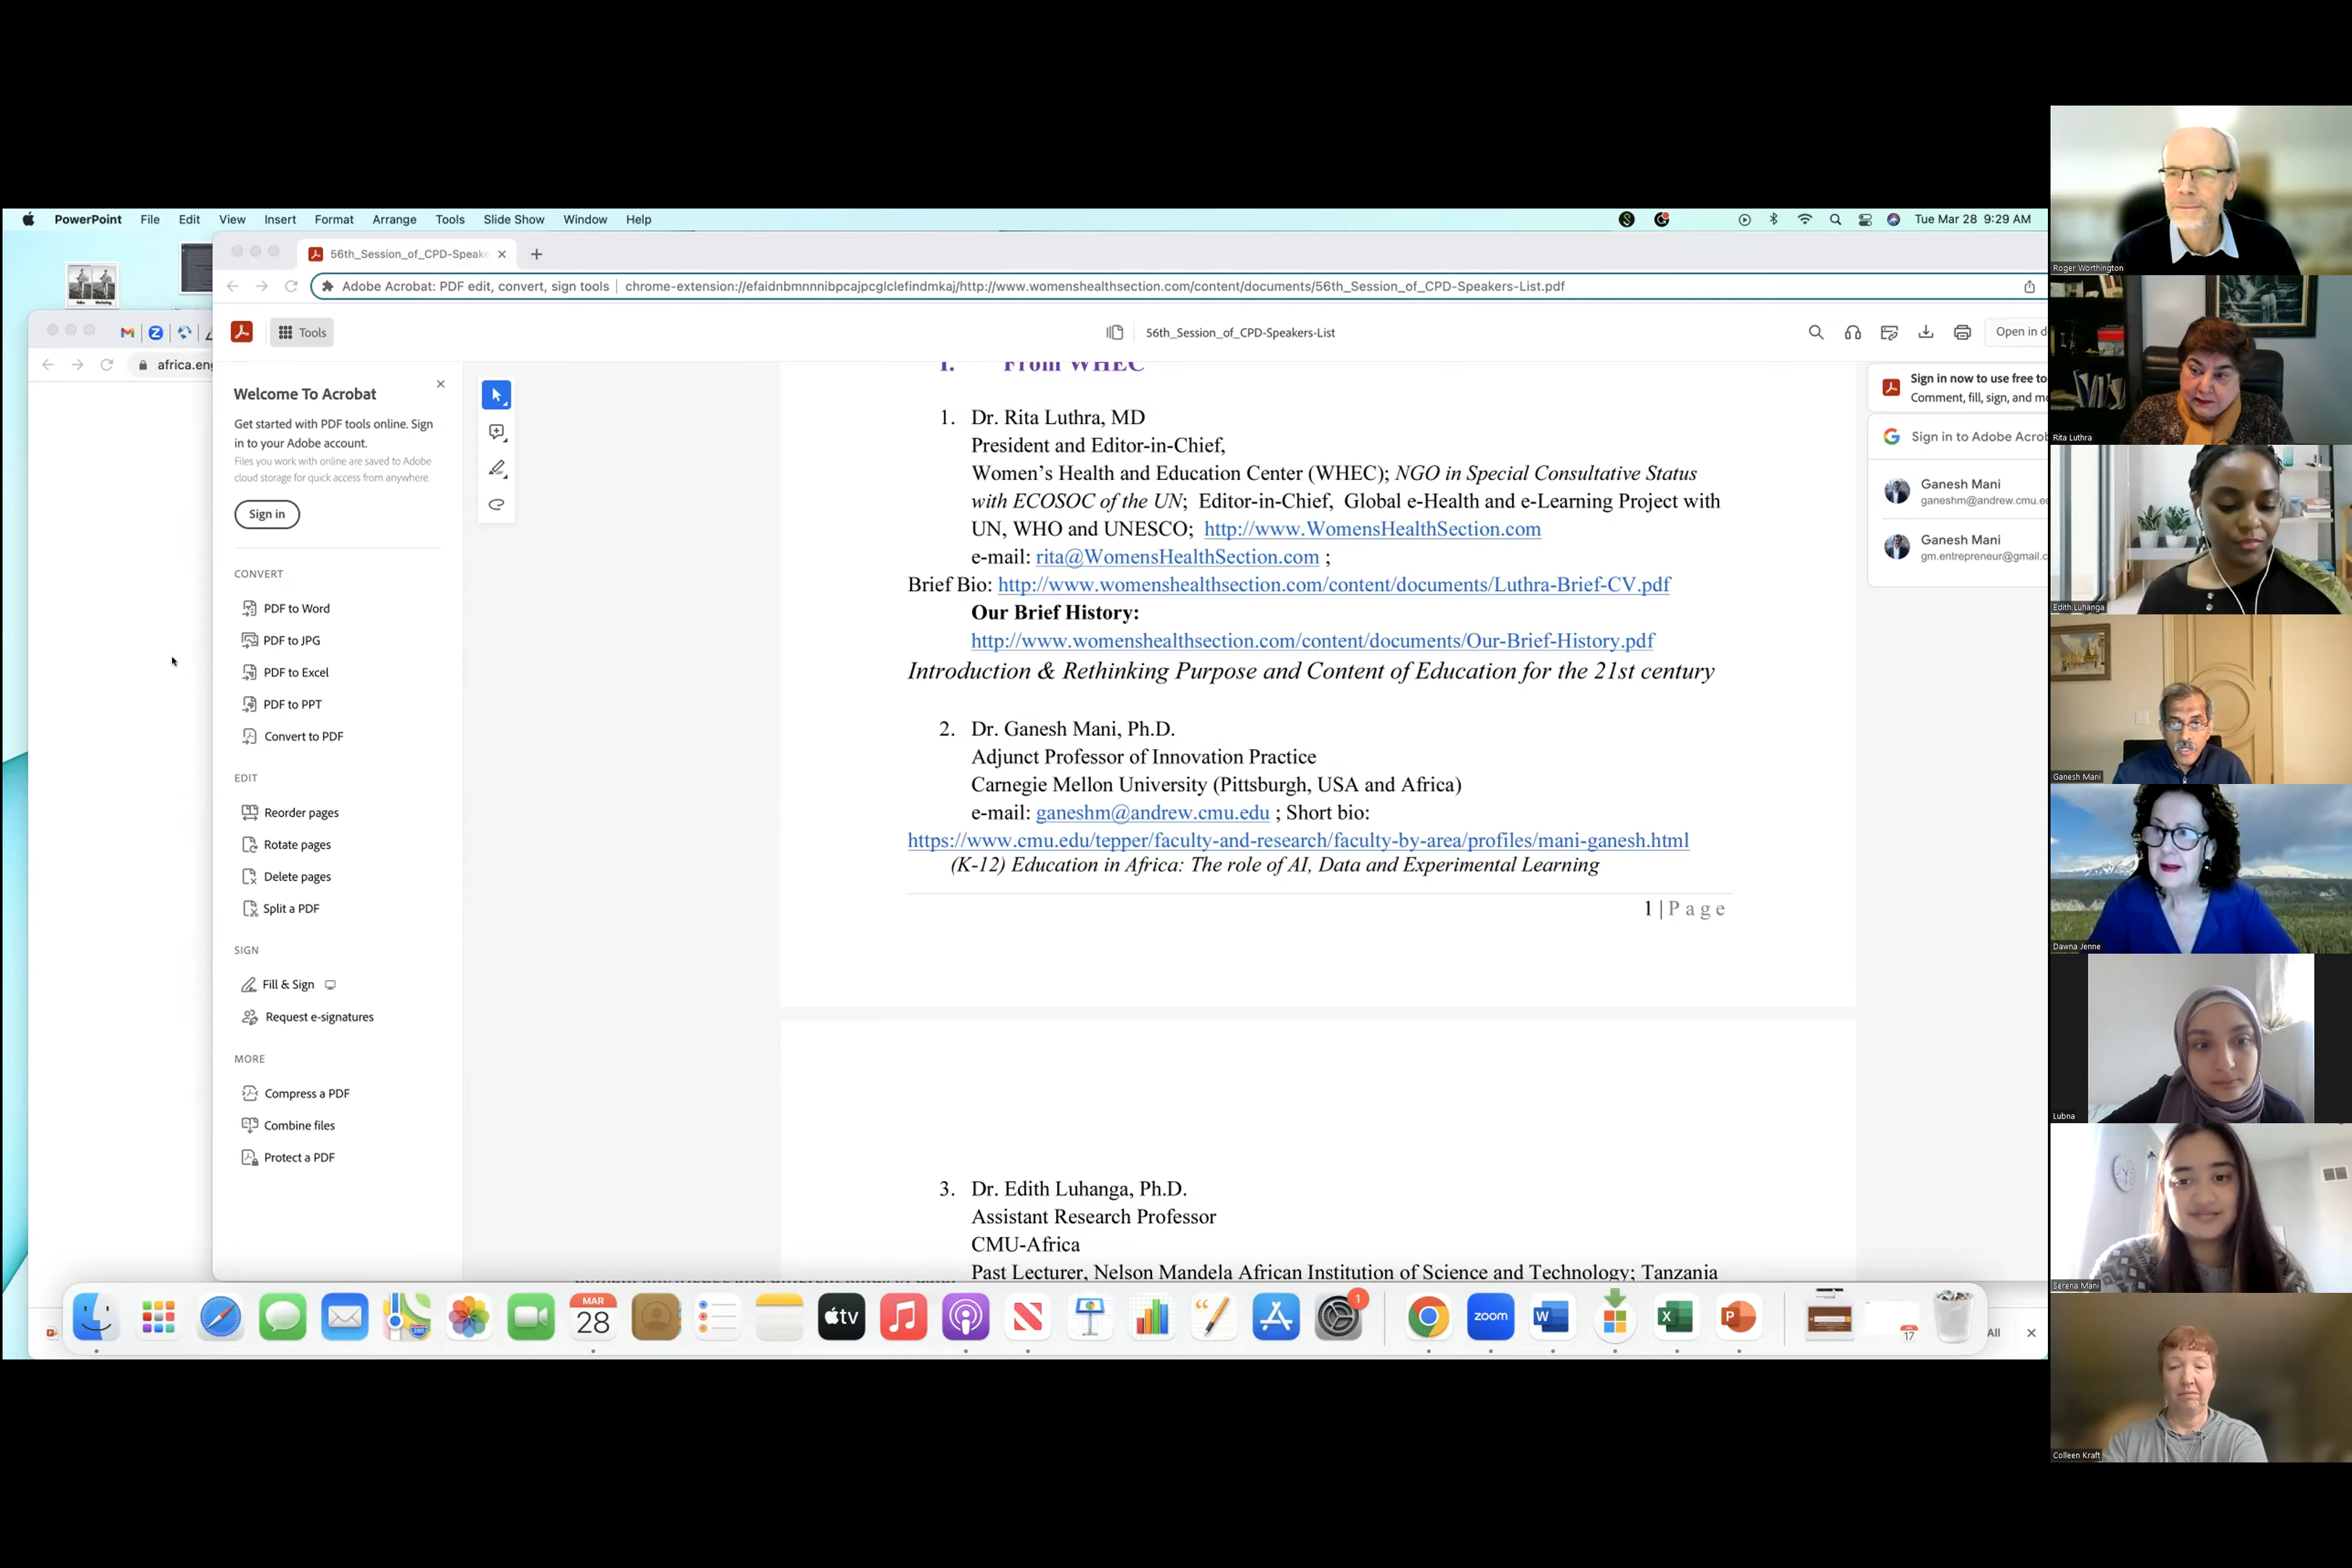 PowerPoint File Edit View Insert Format Arrange Tools Slide Show Window Help
Tue Mar 28 9:29 AM
56th_Session_of_CPD-Speake
Adobe Acrobat: PDF edit, convert, sign tools | chrome-extension://efaidnbmnnnibpcajpcglclefindmkaj/http://www.womenshealthsection.com/content/documents/56th_Session_of_CPD-Speakers-List.pdf
Tools
56th_Session_of_CPD-Speakers-List
Open in d
africa.eng
Welcome To Acrobat
Get started with PDF tools online. Sign
in to your Adobe account.
Files you work with online are saved to Adobe
cloud storage for quick access from anywhere.
Sign in
CONVERT
PDF to Word
PDF to JPG
PDF to Excel
PDF to PPT
Convert to PDF
EDIT
Reorder pages
Rotate pages
Delete pages
Split a PDF
SIGN
Fill & Sign
Request e-signatures
MORE
Compress a PDF
Combine files
Protect a PDF
I. From WHEC
1. Dr. Rita Luthra, MD
President and Editor-in-Chief,
Women's Health and Education Center (WHEC); NGO in Special Consultative Status
with ECOSOC of the UN; Editor-in-Chief, Global e-Health and e-Learning Project with
UN, WHO and UNESCO; http://www.WomensHealthSection.com
e-mail: rita@WomensHealthSection.com ;
Brief Bio: http://www.womenshealthsection.com/content/documents/Luthra-Brief-CV.pdf
Our Brief History:
http://www.womenshealthsection.com/content/documents/Our-Brief-History.pdf
Introduction & Rethinking Purpose and Content of Education for the 21st century
2. Dr. Ganesh Mani, Ph.D.
Adjunct Professor of Innovation Practice
Carnegie Mellon University (Pittsburgh, USA and Africa)
e-mail: ganeshm@andrew.cmu.edu ; Short bio:
https://www.cmu.edu/tepper/faculty-and-research/faculty-by-area/profiles/mani-ganesh.html
(K-12) Education in Africa: The role of AI, Data and Experimental Learning
1 | Page
3. Dr. Edith Luhanga, Ph.D.
Assistant Research Professor
CMU-Africa
Past Lecturer, Nelson Mandela African Institution of Science and Technology; Tanzania
Sign in now to use free to
Comment, fill, sign, and m
Sign in to Adobe Acrob
Ganesh Mani
ganeshm@andrew.cmu.e
Ganesh Mani
gm.entrepreneur@gmail.c
MAR
28
tv
1
zoom
W
X
P
17
All
Roger Worthington
Rita Luthra
Edith Luhanga
Ganesh Mani
Dawna Jenne
Lubna
Serena Mani
Colleen Kraft